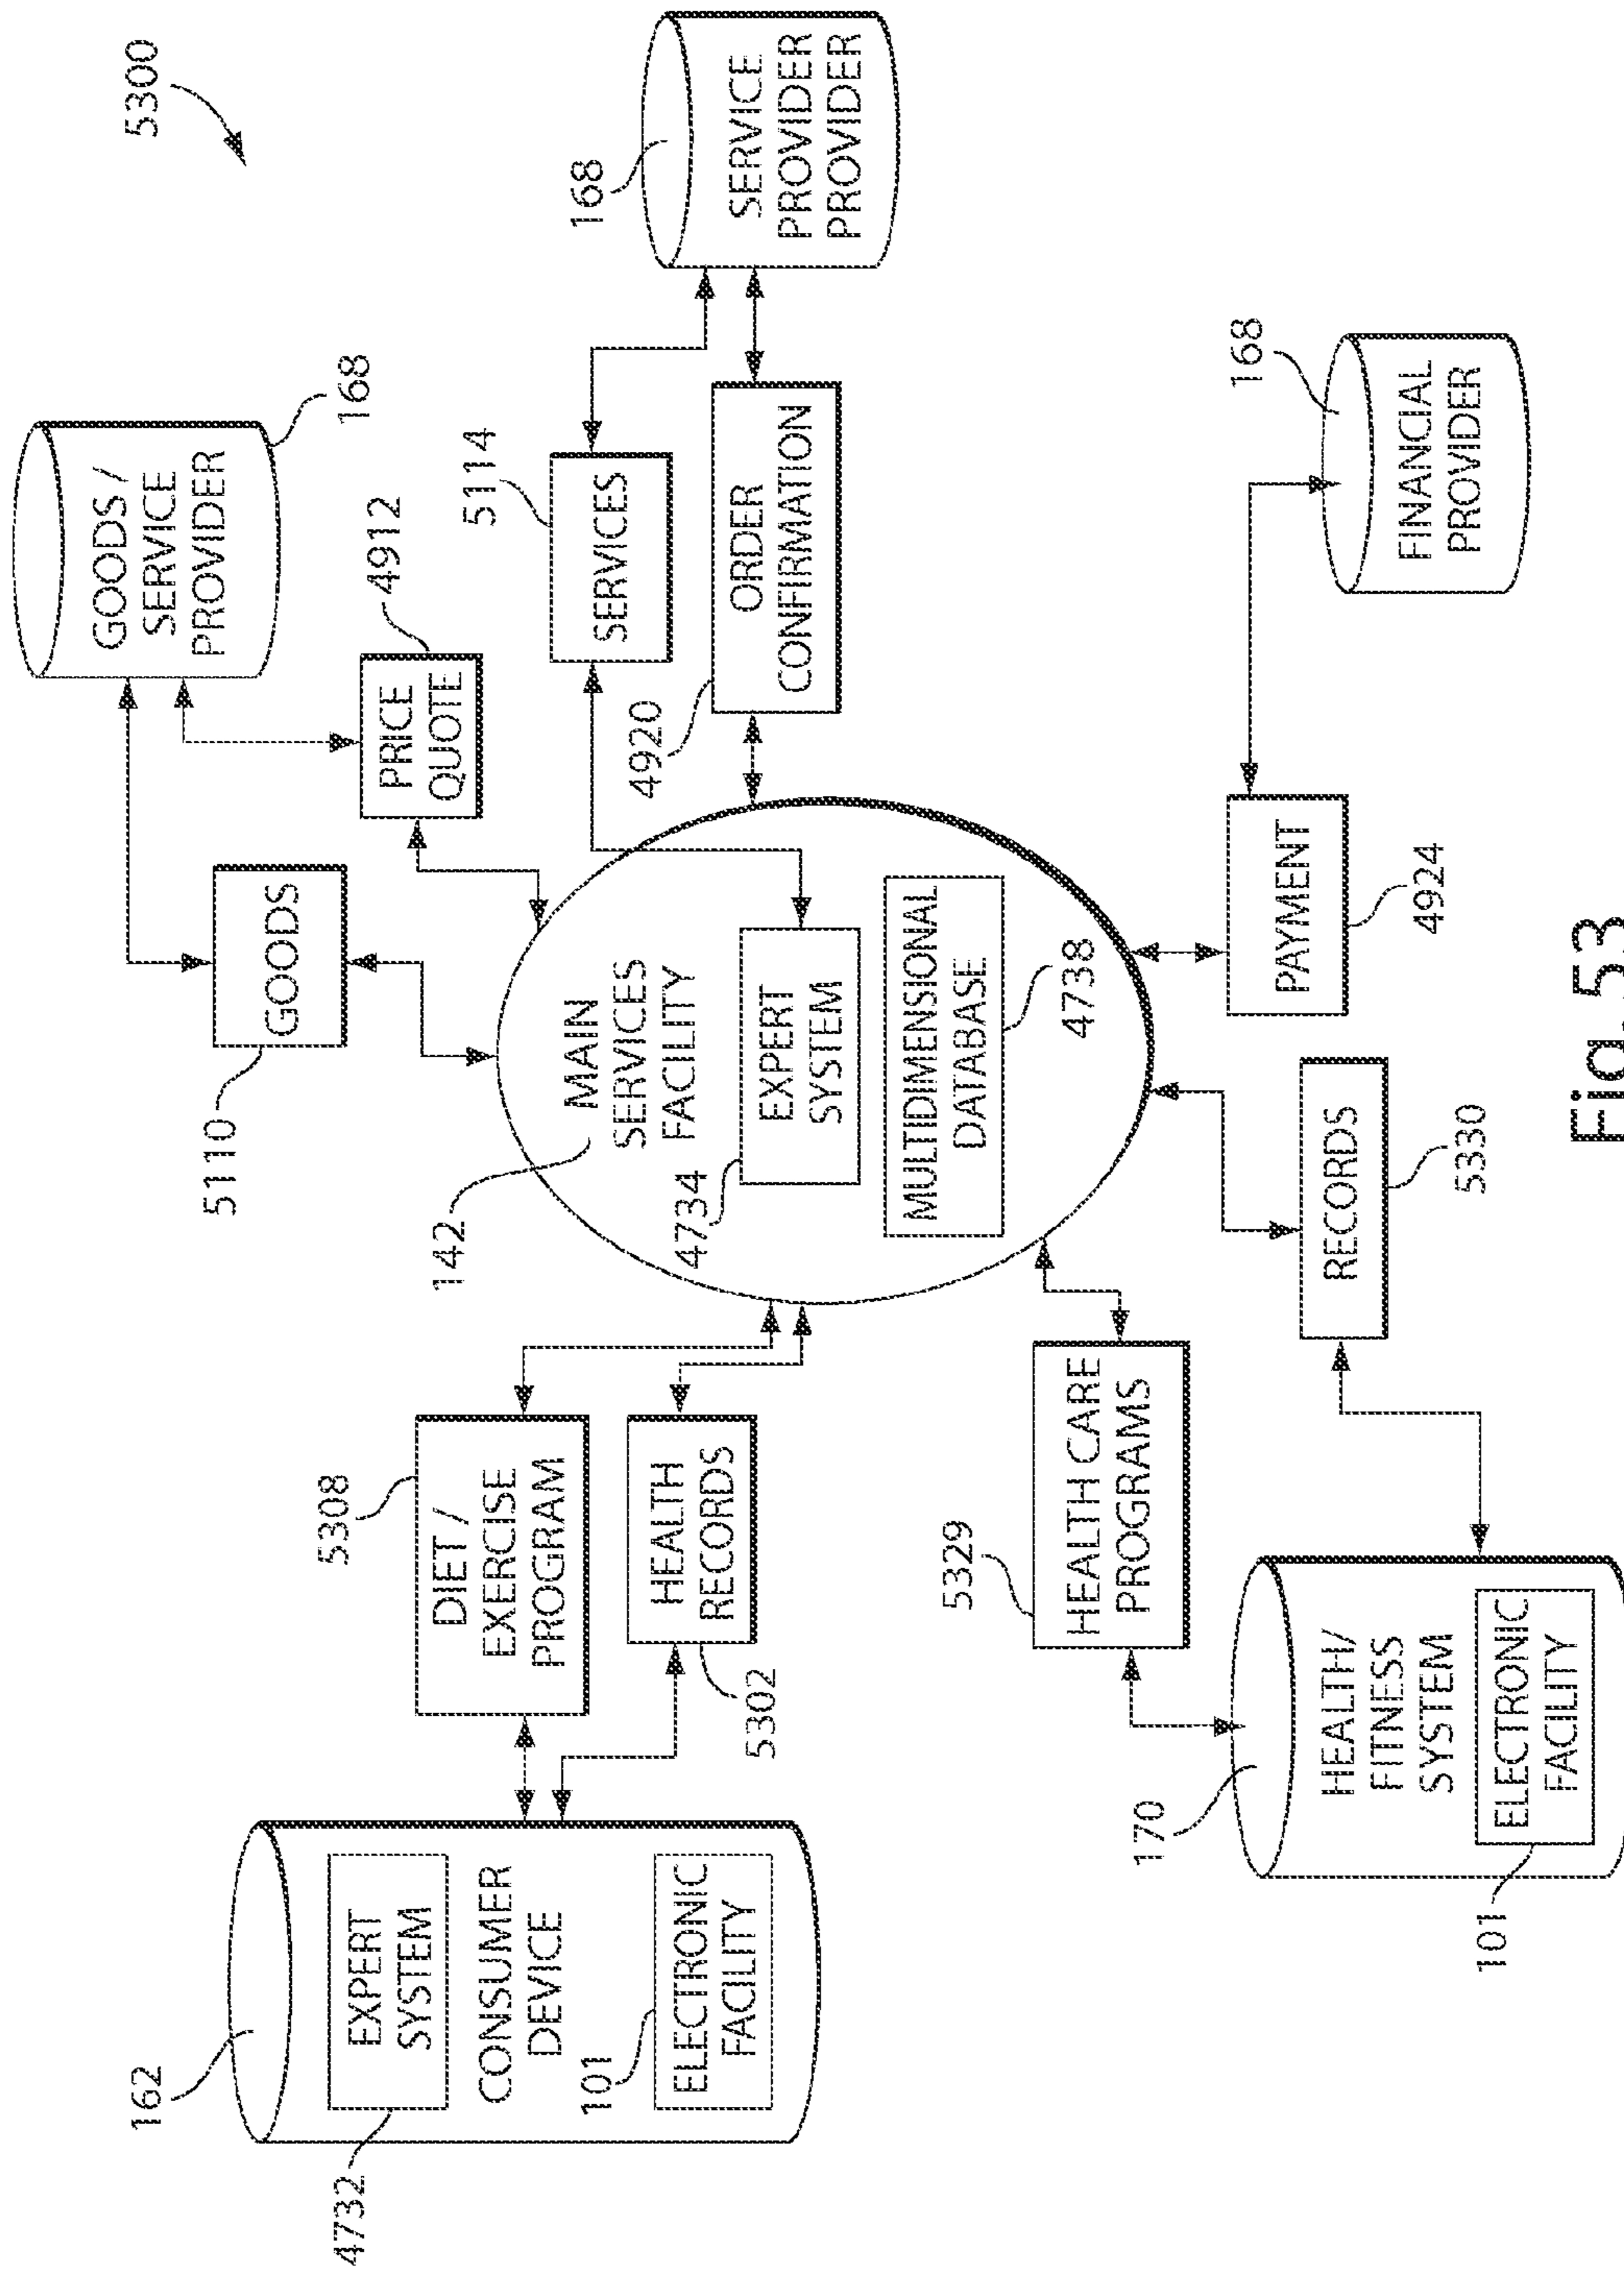 5300
162
EXPERT
SYSTEM
4732
CONSUMER
DEVICE
101
ELECTRONIC
FACILITY
5308
DIET /
EXERCISE
PROGRAM
HEALTH
RECORDS
5302
5110
GOODS
GOODS /
SERVICE
PROVIDER
168
PRICE
QUOTE
4912
5114
SERVICES
4920
ORDER
CONFIRMATION
168
SERVICE
PROVIDER
PROVIDER
142
MAIN
SERVICES
FACILITY
4734
EXPERT
SYSTEM
MULTIDIMENSIONAL
DATABASE
4738
5329
HEALTH CARE
PROGRAMS
170
HEALTH/
FITNESS
SYSTEM
ELECTRONIC
FACILITY
101
RECORDS
5330
PAYMENT
4924
168
FINANCIAL
PROVIDER
Fig.53